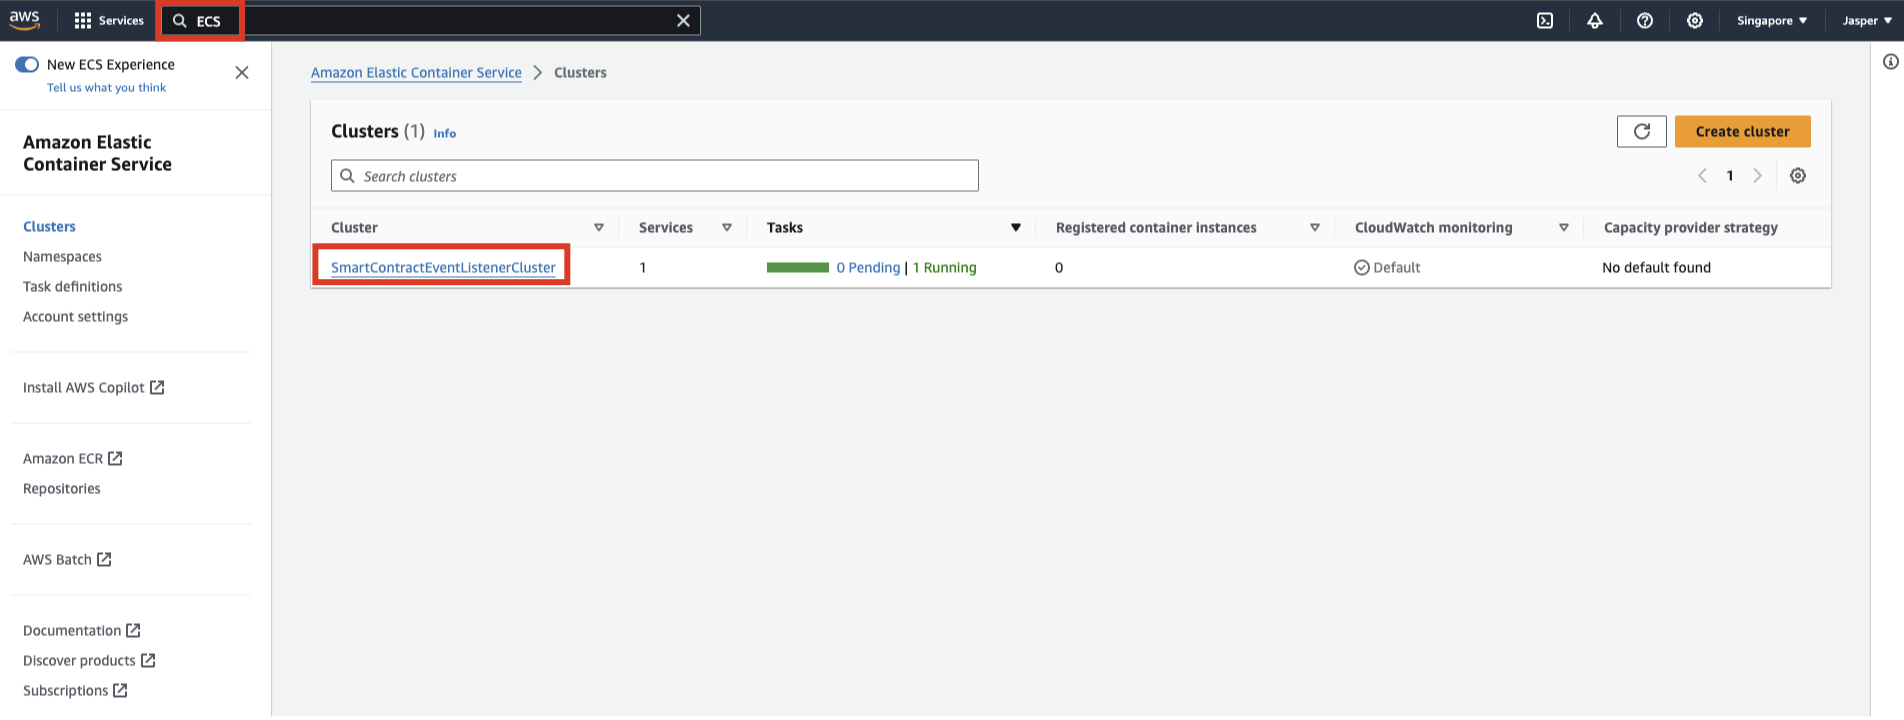 aws Services ECS Singapore Jasper
New ECS Experience
Tell us what you think
Amazon Elastic
Container Service
Clusters
Namespaces
Task definitions
Account settings
Install AWS Copilot
Amazon ECR
Repositories
AWS Batch
Documentation
Discover products
Subscriptions
Amazon Elastic Container Service > Clusters
Clusters (1) Info
Create cluster
Search clusters
1
Cluster Services Tasks Registered container instances CloudWatch monitoring Capacity provider strategy
SmartContractEventListenerCluster 1 0 Pending | 1 Running 0 Default No default found